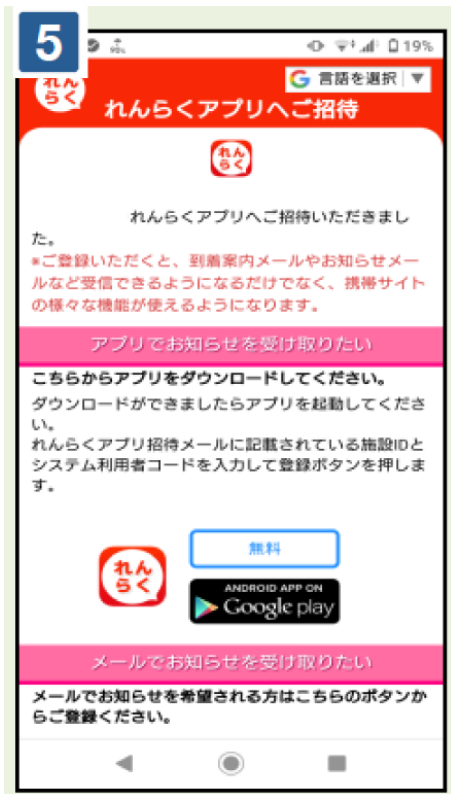 5
19%
れんらく
G 言語を選択 ▼
れんらくアプリへご招待
れんらく
れんらくアプリへご招待いただきまし
た。
*ご登録いただくと、到着案内メールやお知らせメー
ルなど受信できるようになるだけでなく、携帯サイト
の様々な機能が使えるようになります。
アプリでお知らせを受け取りたい
こちらからアプリをダウンロードしてください。
ダウンロードができましたらアプリを起動してくださ
い。
れんらくアプリ招待メールに記載されている施設IDと
システム利用者コードを入力して登録ボタンを押しま
す。
無料
れんらく
ANDROID APP ON
Google play
メールでお知らせを受け取りたい
メールでお知らせを希望される方はこちらのボタンか
らご登録ください。